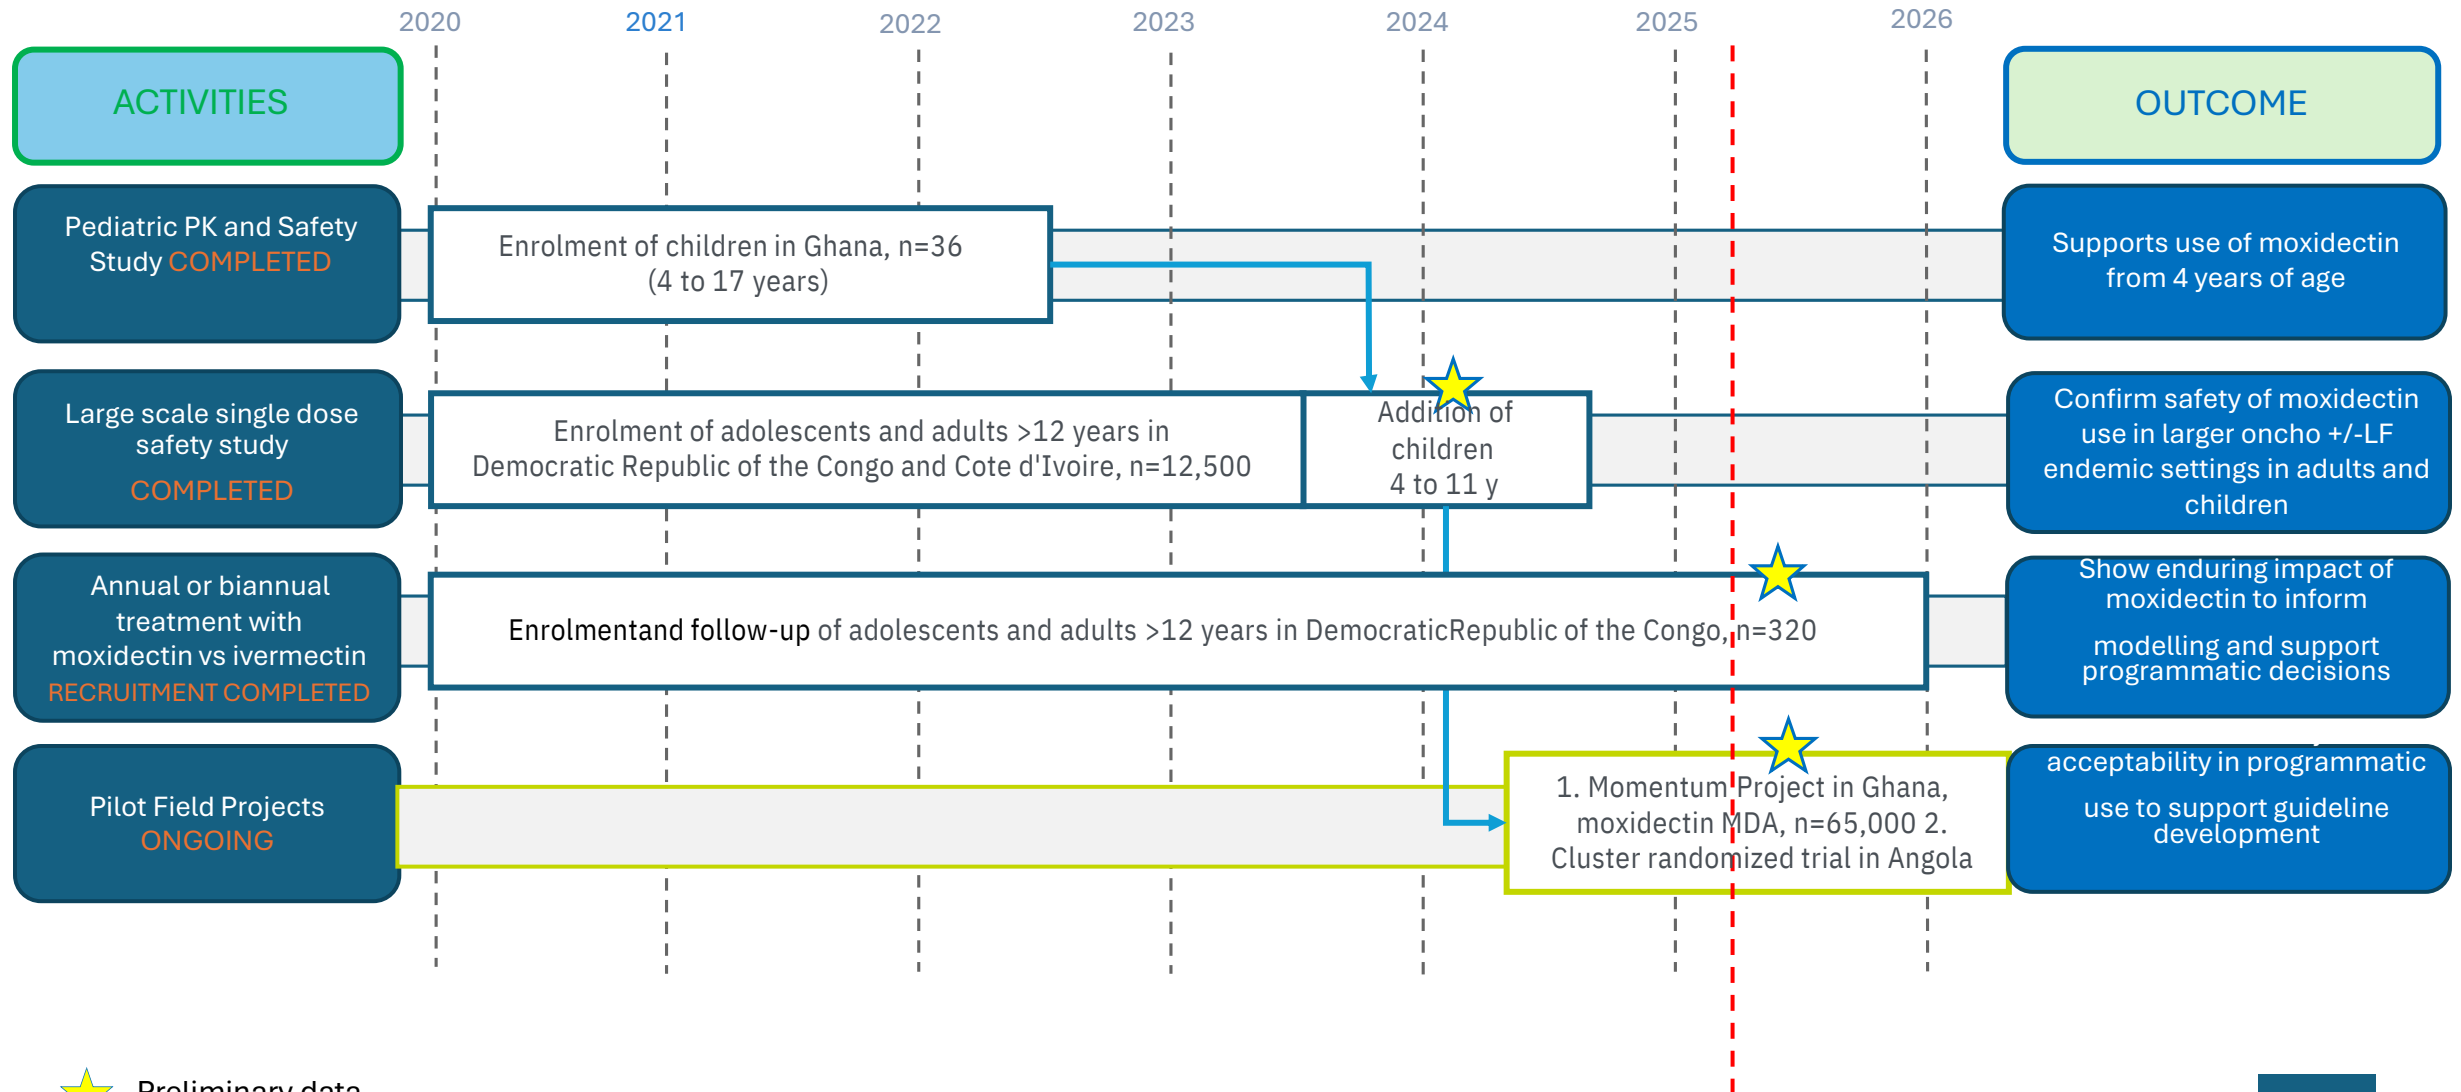 2020 2021 2022 2023 2024 2025 2026
ACTIVITIES
OUTCOME
Pediatric PK and Safety
Study COMPLETED
Enrolment of children in Ghana, n=36
(4 to 17 years)
Supports use of moxidectin
from 4 years of age
Large scale single dose
safety study
COMPLETED
Enrolment of adolescents and adults >12 years in
Democratic Republic of the Congo and Cote d'Ivoire, n=12,500
Addition of
children
4 to 11 y
Confirm safety of moxidectin
use in larger oncho +/-LF
endemic settings in adults and
children
Annual or biannual
treatment with
moxidectin vs ivermectin
RECRUITMENT COMPLETED
Enrolmentand follow-up of adolescents and adults >12 years in DemocraticRepublic of the Congo, n=320
Show enduring impact of
moxidectin to inform
modelling and support
programmatic decisions
Pilot Field Projects
ONGOING
1. Momentum Project in Ghana,
moxidectin MDA, n=65,000 2.
Cluster randomized trial in Angola
acceptability in programmatic
use to support guideline
development
Preliminary data